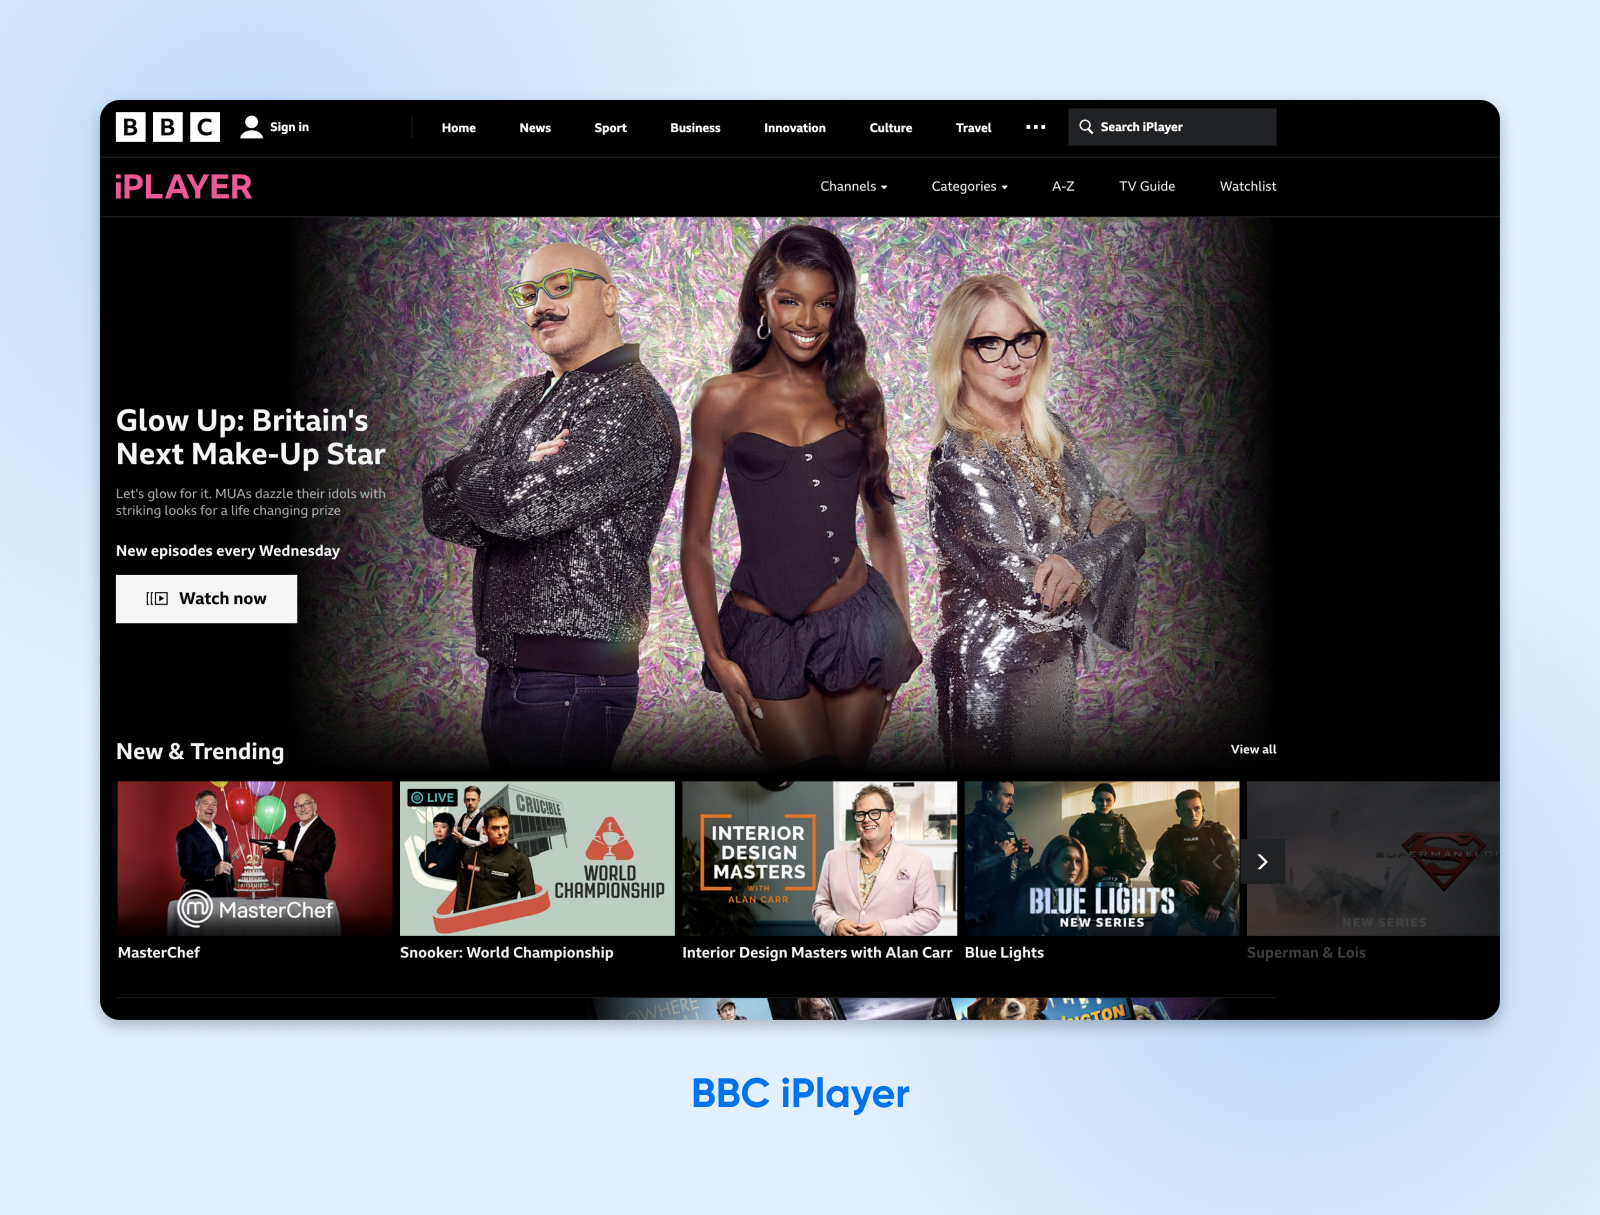 BBC
Sign in
Home
News
Sport
Business
Innovation
Culture
Travel
Search iPlayer
iPLAYER
Channels
Categories
A-Z
TV Guide
Watchlist
Glow Up: Britain's
Next Make-Up Star
Let's glow for it. MUAs dazzle their idols with
striking looks for a life changing prize
New episodes every Wednesday
Watch now
New & Trending
View all
20
MasterChef
LIVE
CRUCIBLE
WORLD
CHAMPIONSHIP
INTERIOR
DESIGN
MASTERS
WITH
ALAN CARR
POLICE
POLICE
BLUE LIGHTS
NEW SERIES
NEW SERIES
MasterChef
Snooker: World Championship
Interior Design Masters with Alan Carr
Blue Lights
Superman & Lois
BBC iPlayer